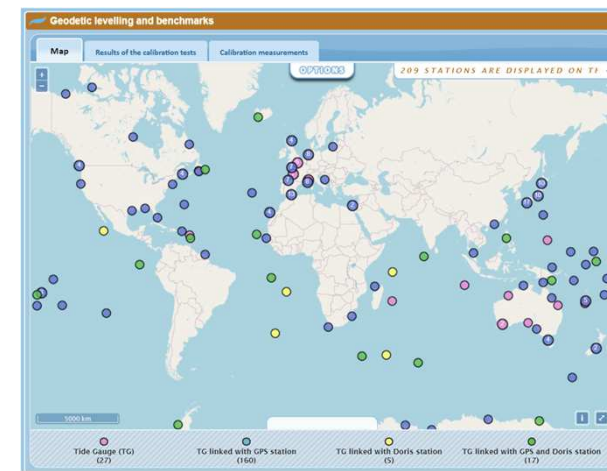 Geodetic levelling and benchmarks
Map
Results of the calibration tests
Calibration measurements
OPTIONS
209 STATIONS ARE DISPLAYED ON TH
1000 km
Tide Gauge (TG)
(27)
TG linked with GPS station
(160)
TG linked with Doris station
(5)
TG linked with GPS and Doris station
(17)